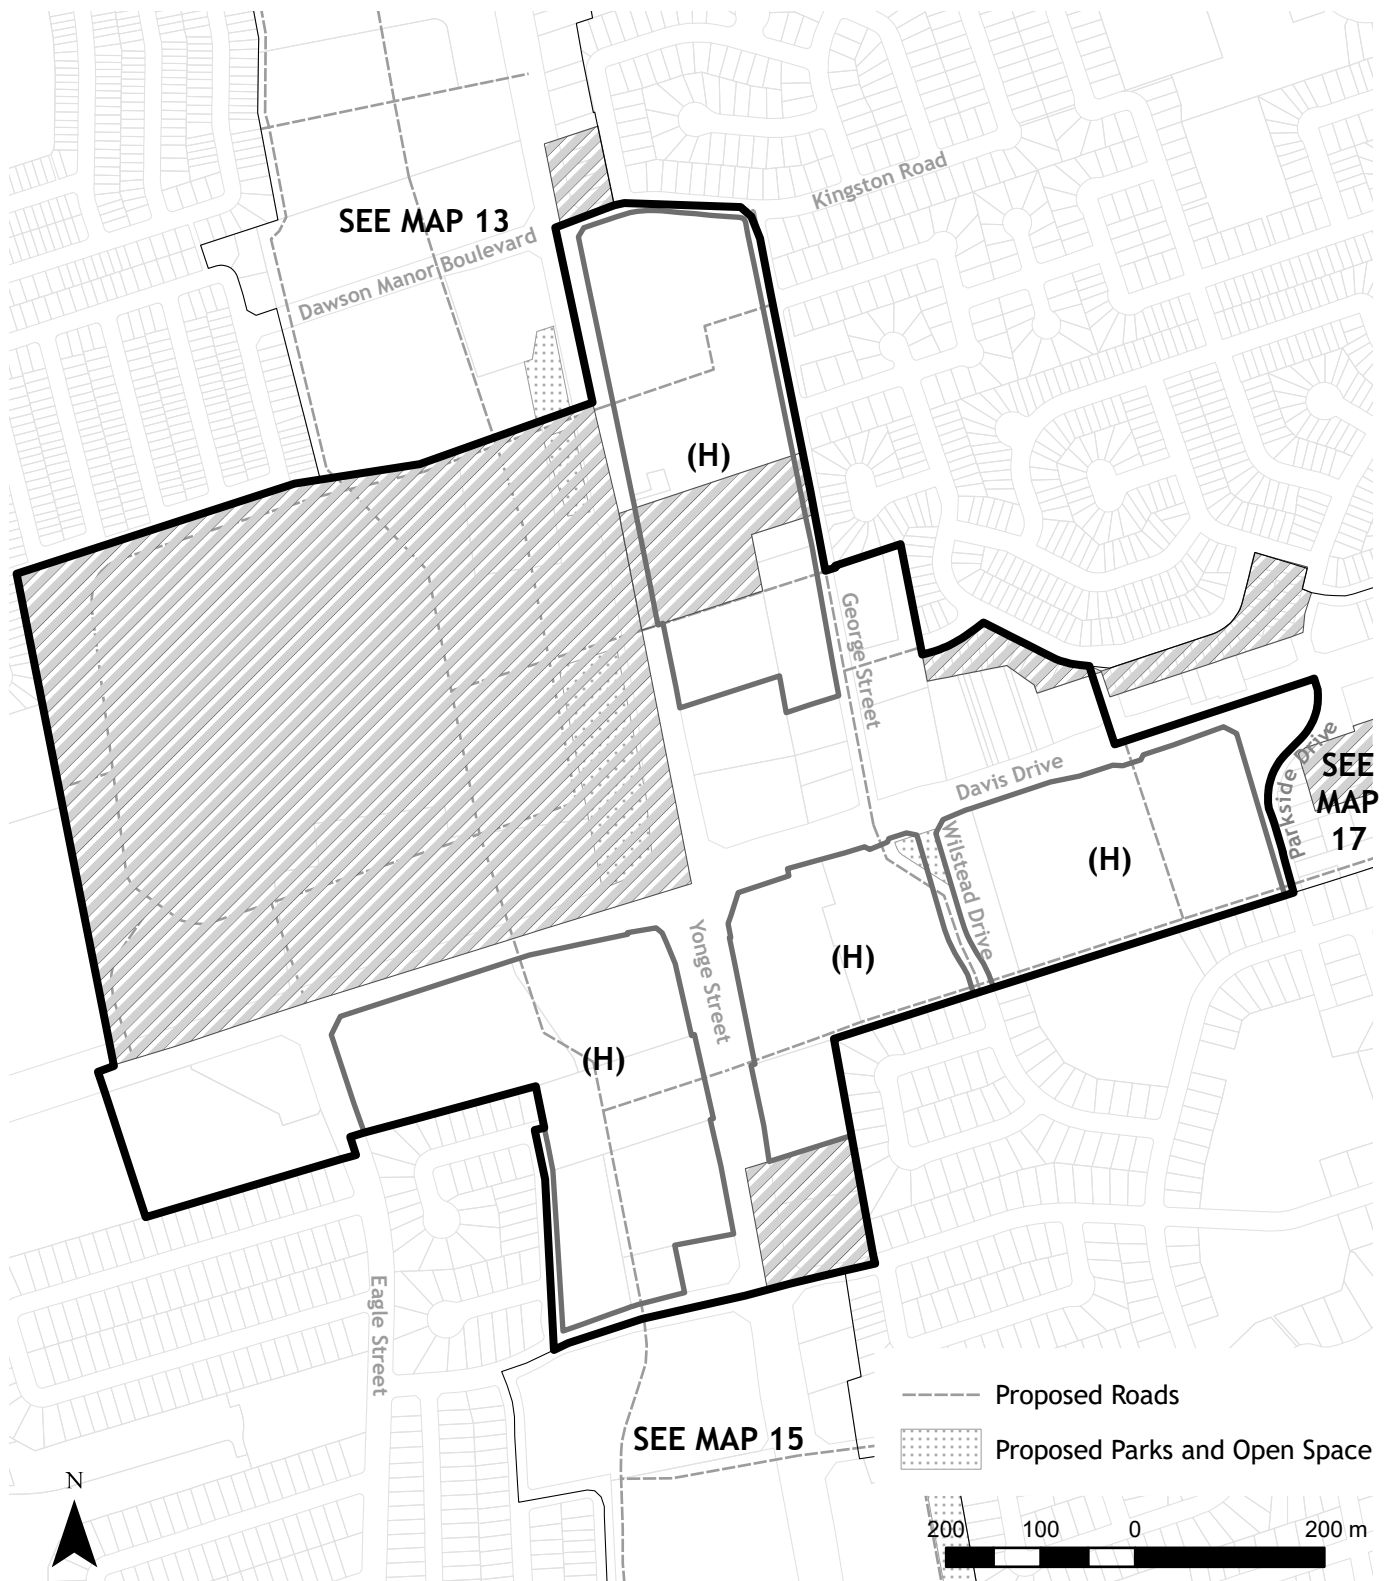 Kingston Road
SEE MAP 13
Dawson Manor Boulevard
(H)
George Street
Parkside Drive
SEE
MAP
17
Davis Drive
Wilstead Drive
(H)
(H)
Yonge Street
(H)
Eagle Street
Proposed Roads
SEE MAP 15
Proposed Parks and Open Space
N
200 100 0 200 m